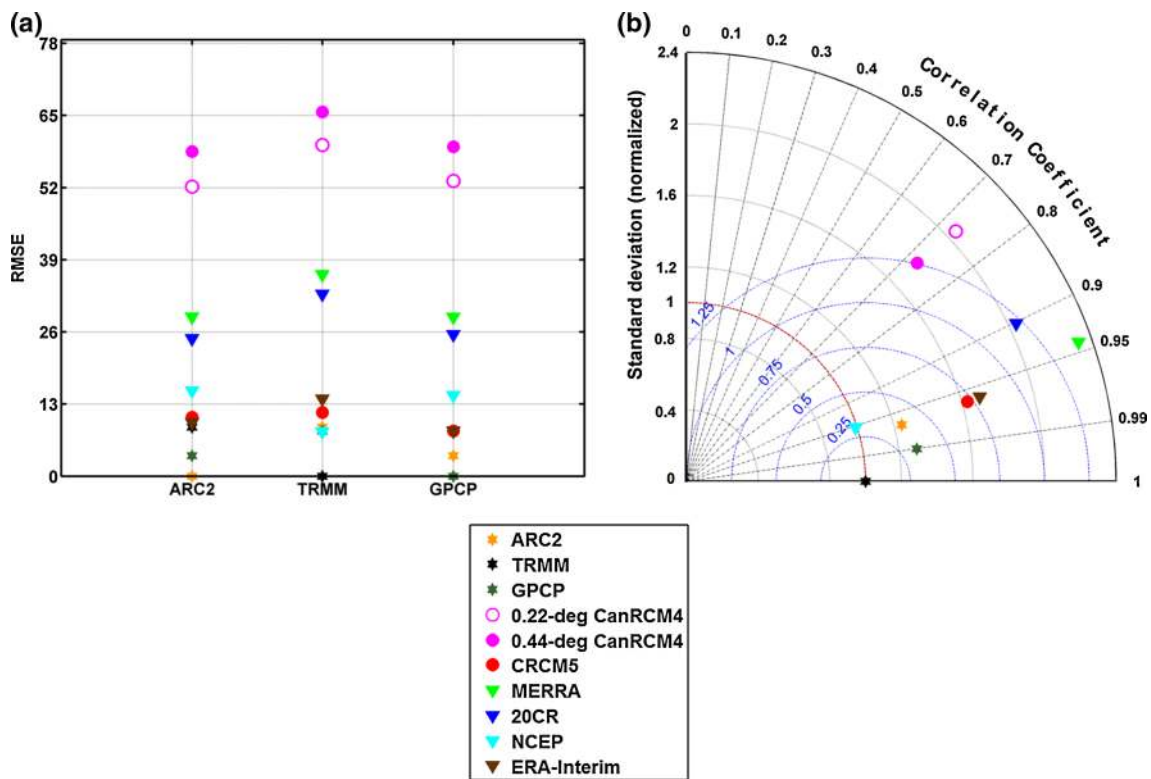 (a)
78
65
52
39
26
13
0
RMSE
ARC2 TRMM GPCP
(b)
Standard deviation (normalized)
2.4
2
1.6
1.2
1
0.8
0.4
0
0 0.1 0.2 0.3 0.4 0.5 0.6 0.7 0.8 0.9 0.95 0.99 1
Correlation Coefficient
1.25
1
0.75
0.5
0.25
ARC2
TRMM
GPCP
0.22-deg CanRCM4
0.44-deg CanRCM4
CRCM5
MERRA
20CR
NCEP
ERA-Interim